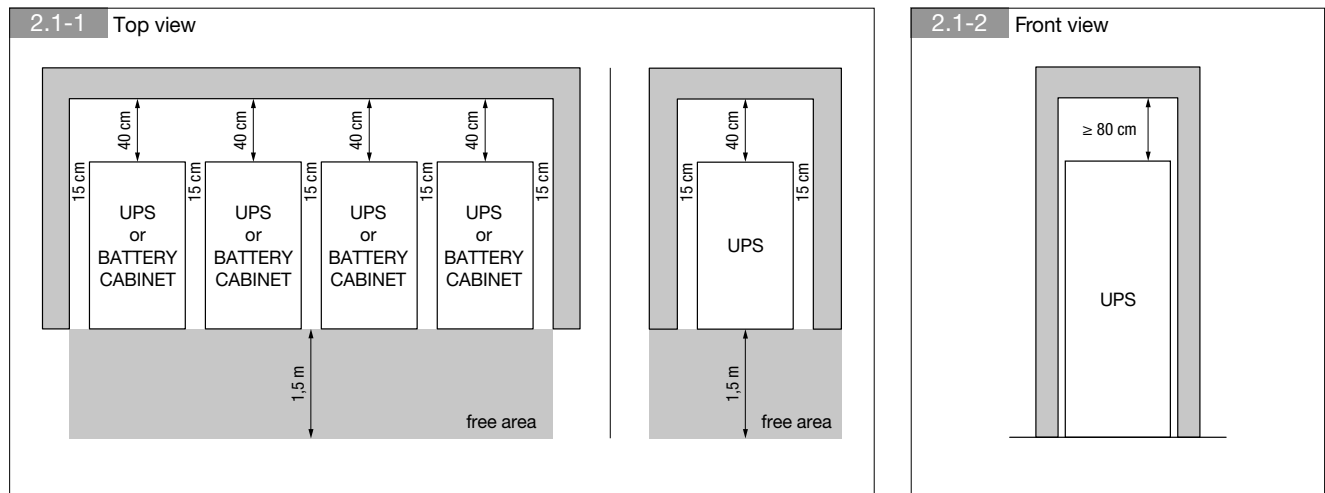 2.1-1 Top view
40 cm
40 cm
40 cm
40 cm
15 cm
15 cm
15 cm
15 cm
15 cm
UPS
or
BATTERY
CABINET
UPS
or
BATTERY
CABINET
UPS
or
BATTERY
CABINET
UPS
or
BATTERY
CABINET
1,5 m
free area
40 cm
15 cm
15 cm
UPS
1,5 m
free area
2.1-2 Front view
≥ 80 cm
UPS